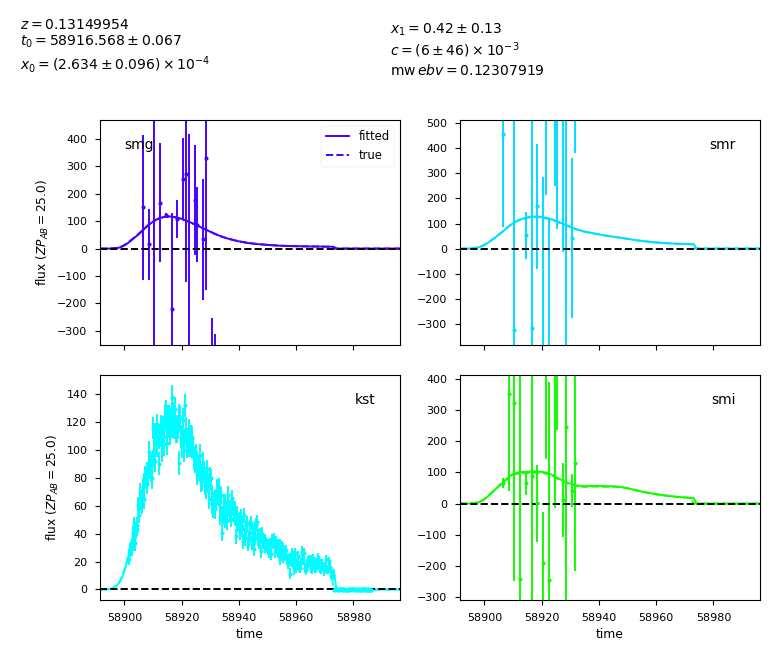 z = 0.13149954
t₀ = 58916.568 ± 0.067
x₀ = (2.634 ± 0.096) × 10⁻⁴
x₁ = 0.42 ± 0.13
c = (6 ± 46) × 10⁻³
mw ebv = 0.12307919
smg
fitted
true
400
300
200
100
0
−100
−200
−300
flux (ZP_AB = 25.0)
smr
500
400
300
200
100
0
−100
−200
−300
kst
140
120
100
80
60
40
20
0
flux (ZP_AB = 25.0)
58900 58920 58940 58960 58980
time
smi
400
300
200
100
0
−100
−200
−300
58900 58920 58940 58960 58980
time